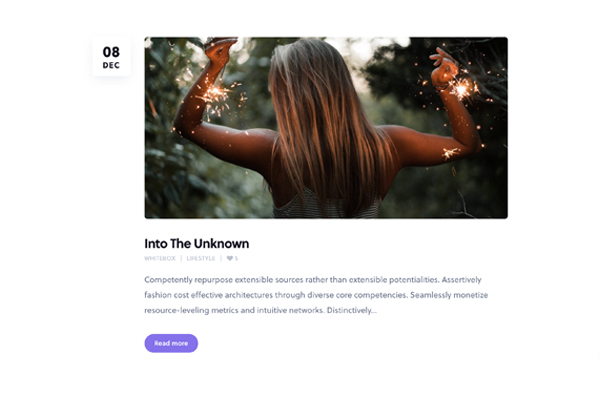 08
DEC
Into The Unknown
WHITEBOX | LIFESTYLE | 5
Competently repurpose extensible sources rather than extensible potentialities. Assertively
fashion cost effective architectures through diverse core competencies. Seamlessly monetize
resource-leveling metrics and intuitive networks. Distinctively...
Read more